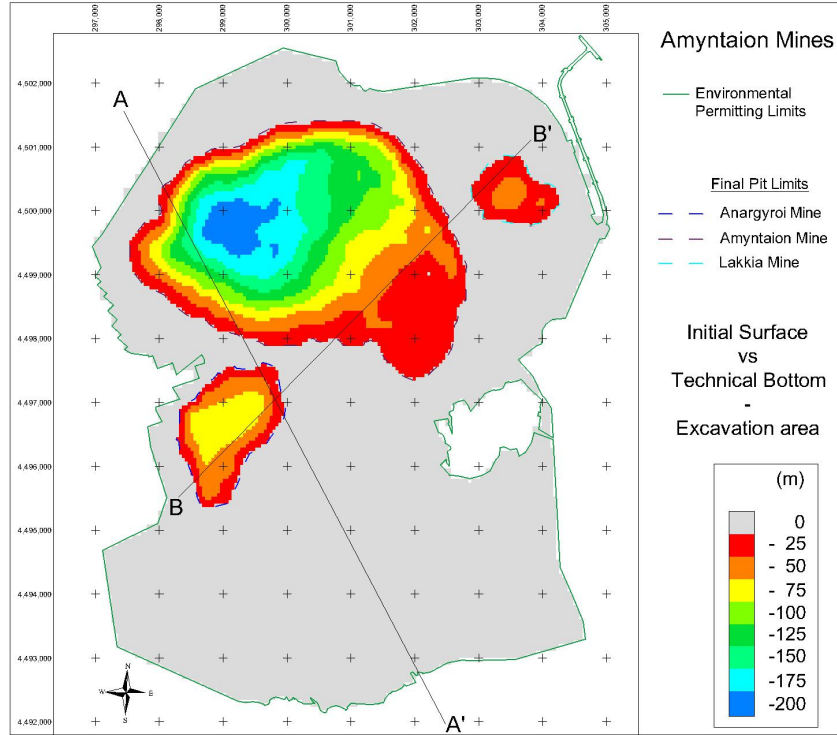 297,000
298,000
299,000
300,000
301,000
302,000
303,000
304,000
305,000
4,502,000
4,501,000
4,500,000
4,499,000
4,498,000
4,497,000
4,496,000
4,495,000
4,494,000
4,493,000
4,492,000
A
B'
B
A'
N
W
E
S
Amyntaion Mines
Environmental
Permitting Limits
Final Pit Limits
Anargyroi Mine
Amyntaion Mine
Lakkia Mine
Initial Surface
vs
Technical Bottom
-
Excavation area
(m)
0
- 25
- 50
- 75
-100
-125
-150
-175
-200